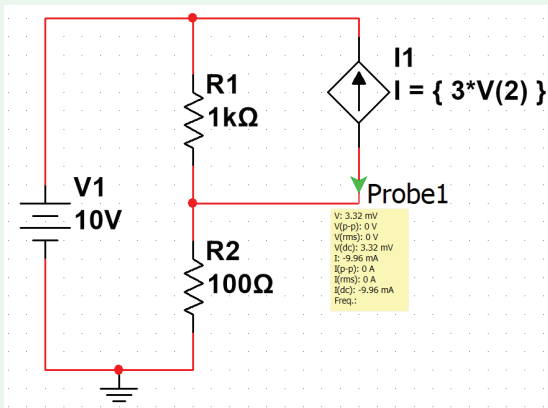 I1
I = { 3*V(2) }
R1
1kΩ
V1
10V
Probe1
V: 3.32 mV
V(p-p): 0 V
V(rms): 0 V
V(dc): 3.32 mV
I: -9.96 mA
I(p-p): 0 A
I(rms): 0 A
I(dc): -9.96 mA
Freq.:
R2
100Ω